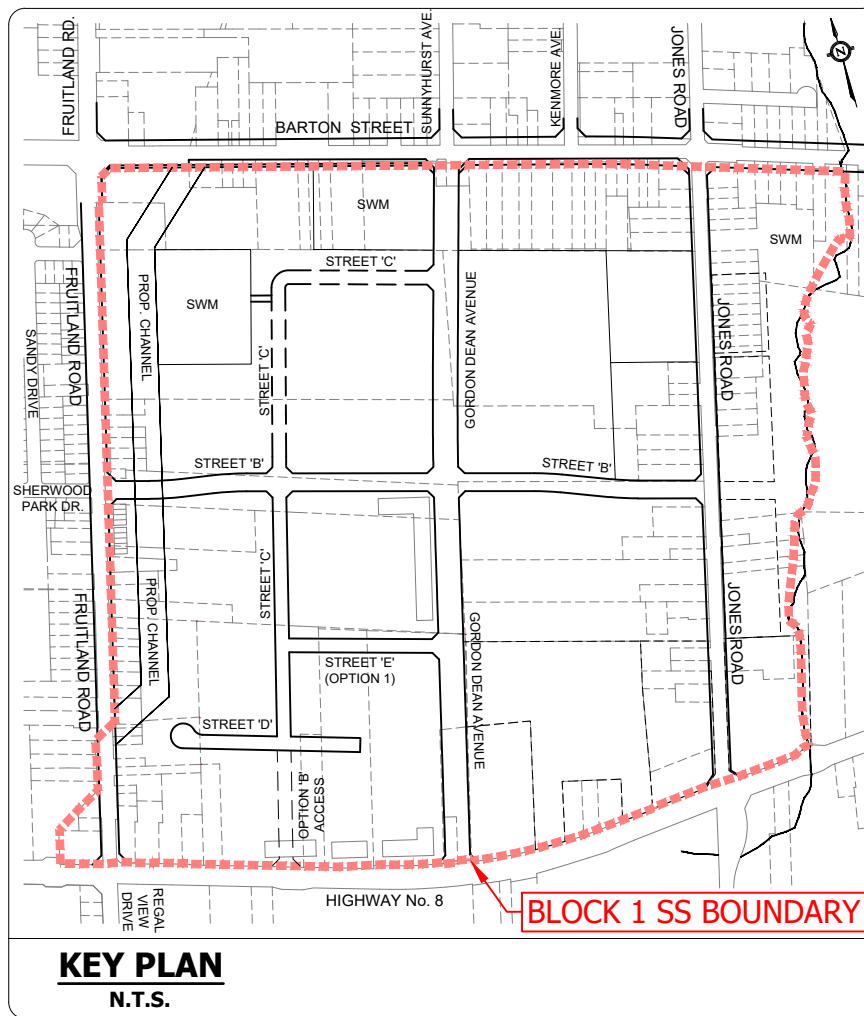 FRUITLAND RD.
SUNNYHURST AVE.
KENMORE AVE.
JONES ROAD
Z
BARTON STREET
SWM
SWM
STREET 'C'
SWM
PROP. CHANNEL
FRUITLAND ROAD
SANDY DRIVE
STREET 'C'
GORDON DEAN AVENUE
JONES ROAD
STREET 'B'
STREET 'B'
SHERWOOD
PARK DR.
STREET 'C'
PROP. CHANNEL
FRUITLAND ROAD
JONES ROAD
GORDON DEAN AVENUE
STREET 'E'
(OPTION 1)
STREET 'D'
OPTION 'B'
ACCESS
REGAL
VIEW
DRIVE
HIGHWAY No. 8
BLOCK 1 SS BOUNDARY
KEY PLAN
N.T.S.